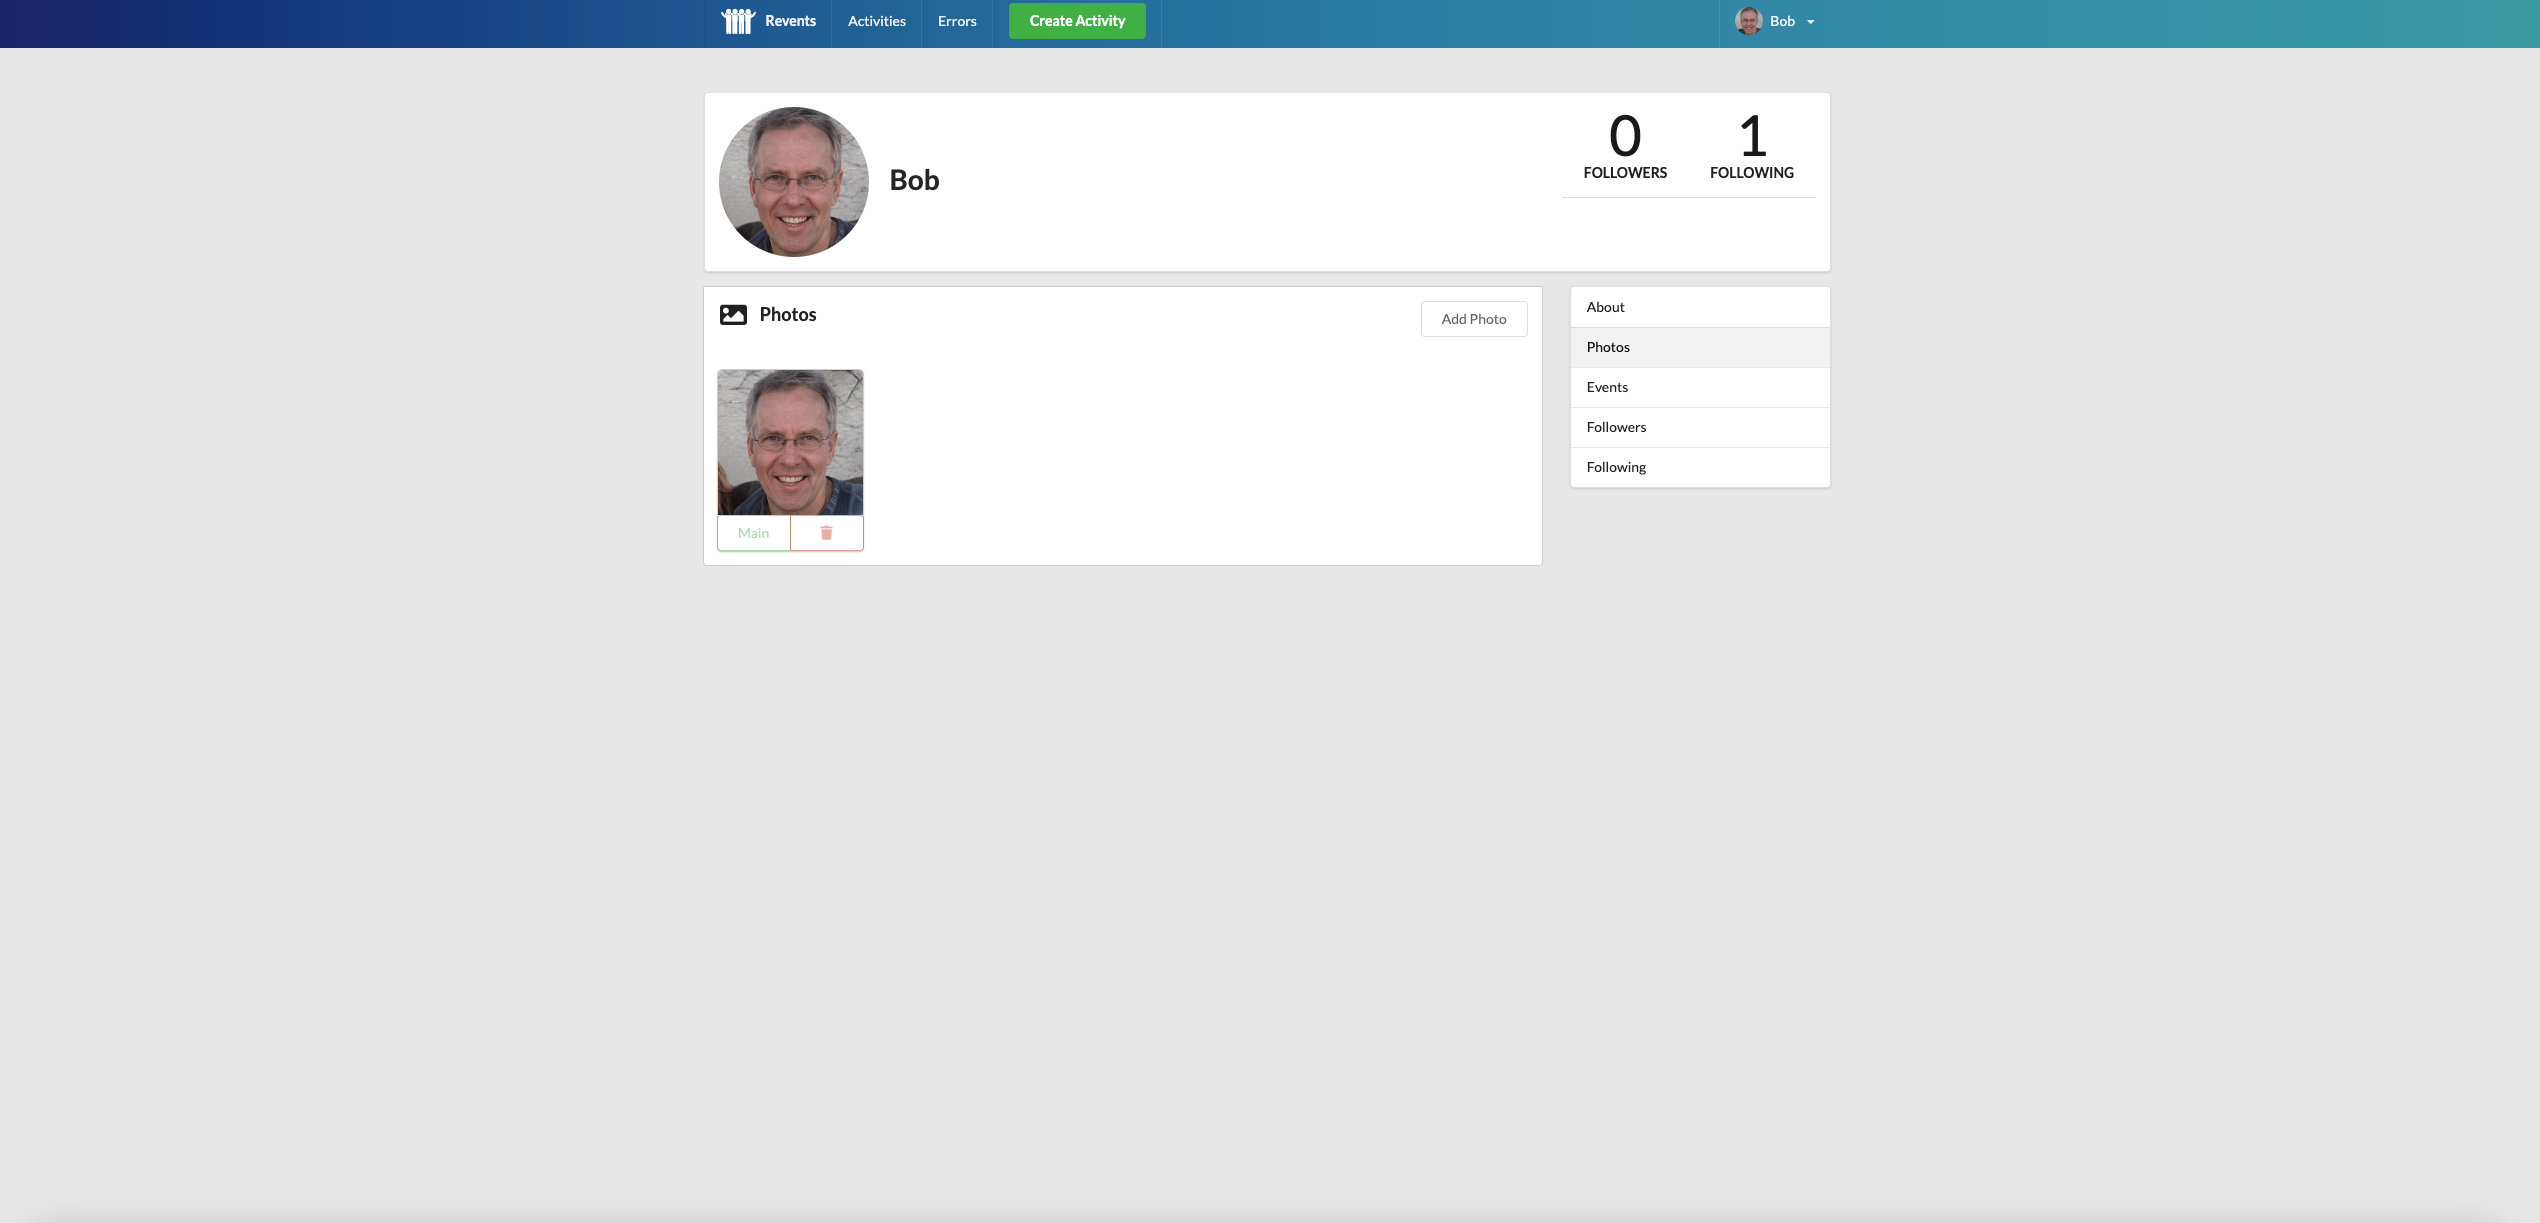 Revents
Activities
Errors
Create Activity
Bob
Bob
0
FOLLOWERS
1
FOLLOWING
Photos
Add Photo
Main
About
Photos
Events
Followers
Following